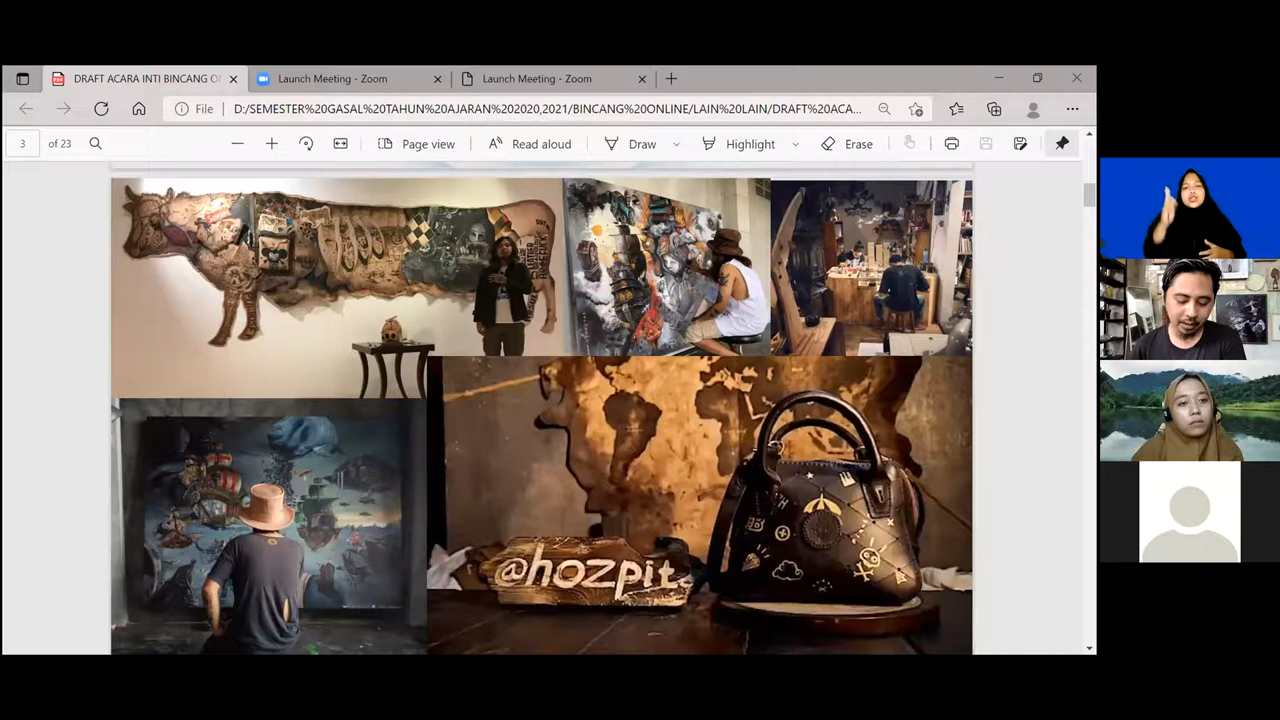 DRAFT ACARA INTI BINCANG O
Launch Meeting - Zoom
Launch Meeting - Zoom
File
D:/SEMESTER%20GASAL%20TAHUN%20AJARAN%202020,2021/BINCANG%20ONLINE/LAIN%20LAIN/DRAFT%20ACA...
3
of 23
Page view
Read aloud
Draw
Highlight
Erase
@hozpit